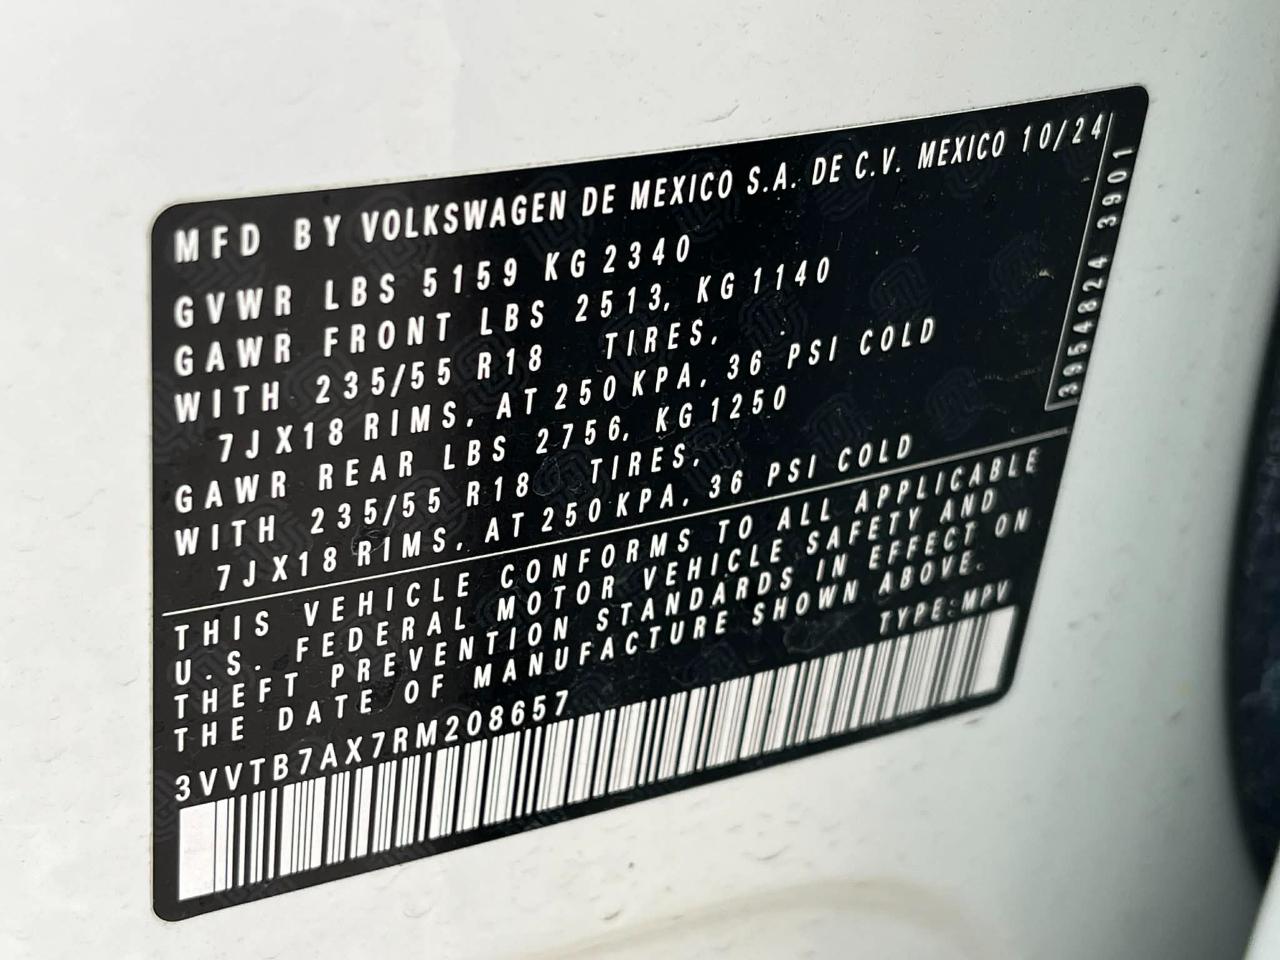 MFD BY VOLKSWAGEN DE MEXICO S.A. DE C.V. MEXICO 10/24
GVWR LBS 5159 KG 2340
GAWR FRONT LBS 2513, KG 1140
WITH 235/55 R18 TIRES,
7JX18 RIMS, AT 250 KPA, 36 PSI COLD
GAWR REAR LBS 2756, KG 1250
WITH 235/55 R18 TIRES,
7JX18 RIMS, AT 250 KPA, 36 PSI COLD
THIS VEHICLE CONFORMS TO ALL APPLICABLE
U.S. FEDERAL MOTOR VEHICLE SAFETY AND
THEFT PREVENTION STANDARDS IN EFFECT ON
THE DATE OF MANUFACTURE SHOWN ABOVE.
TYPE: MPV
3VVTB7AX7RM208657
3954824 3901